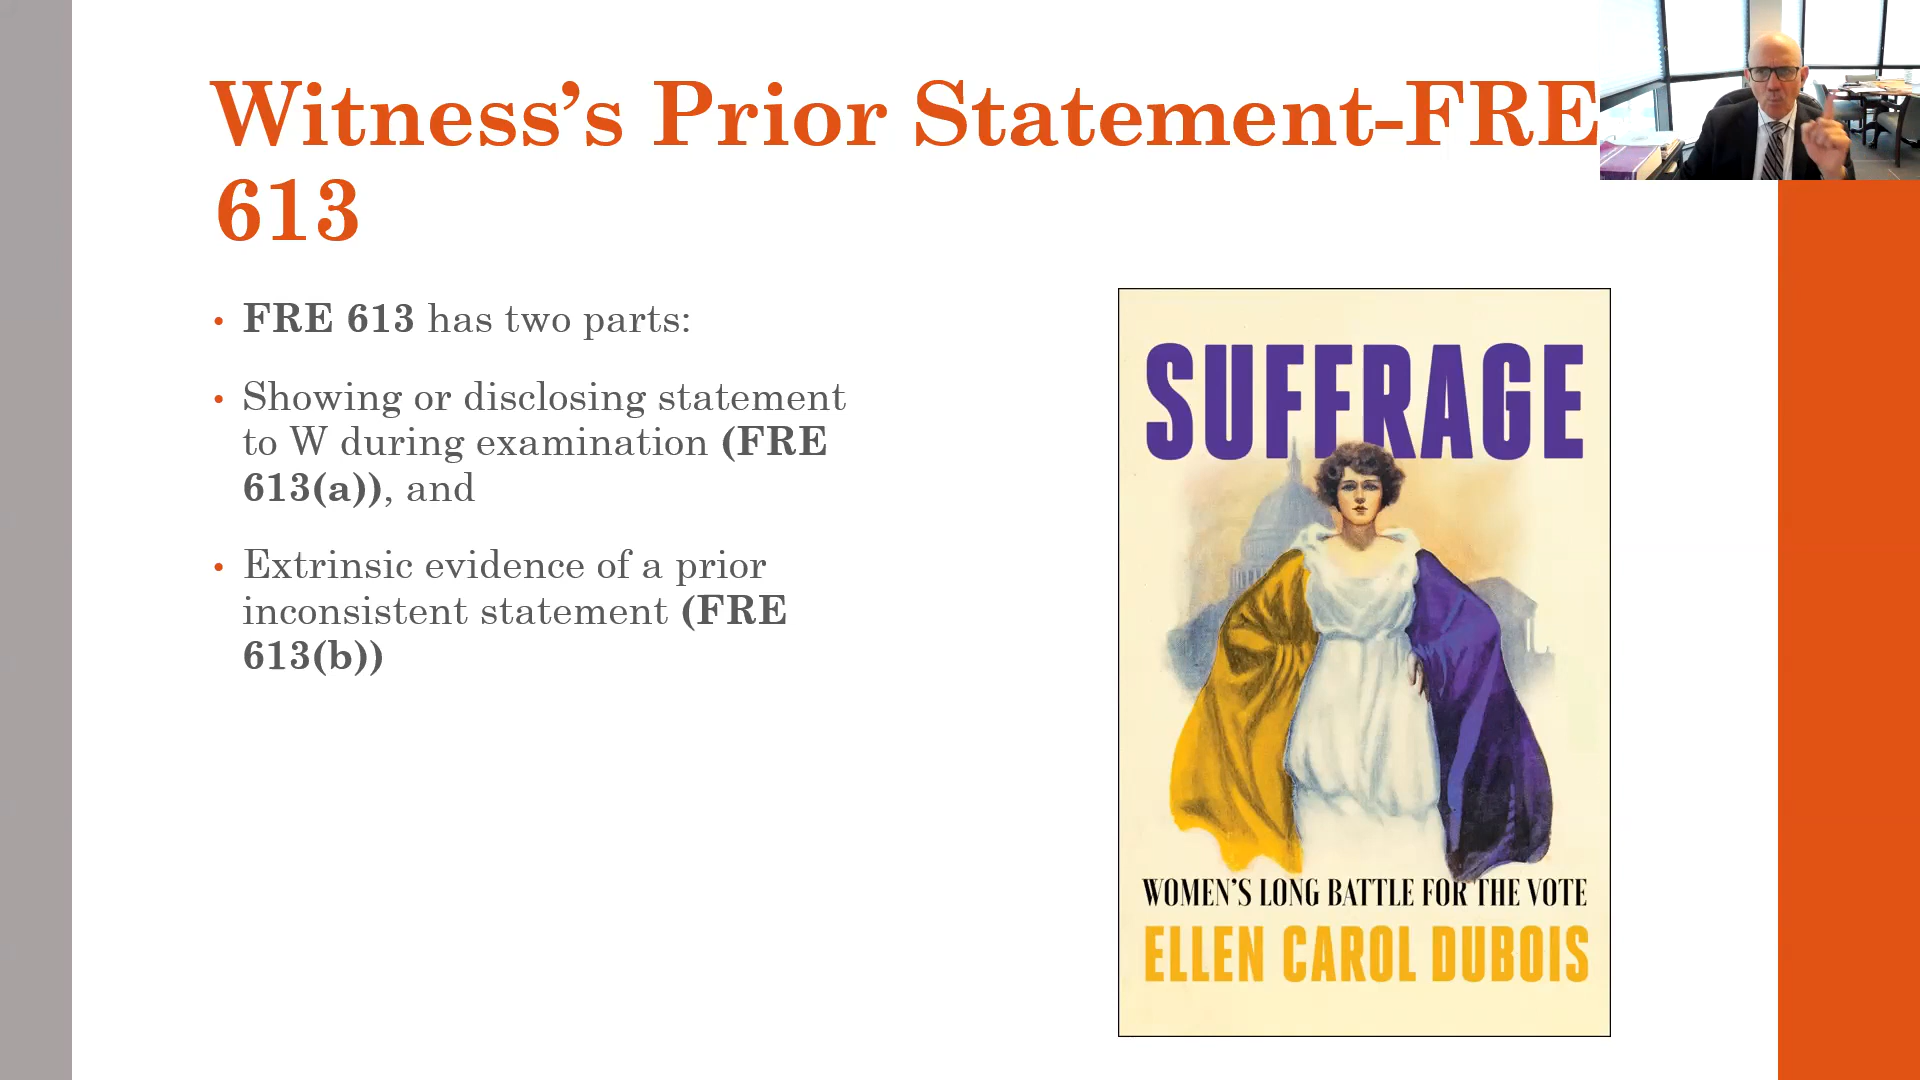 Witness’s Prior Statement-FRE
613
• FRE 613 has two parts:
• Showing or disclosing statement
to W during examination (FRE
613(a)), and
• Extrinsic evidence of a prior
inconsistent statement (FRE
613(b))
SUFFRAGE
WOMEN’S LONG BATTLE FOR THE VOTE
ELLEN CAROL DUBOIS